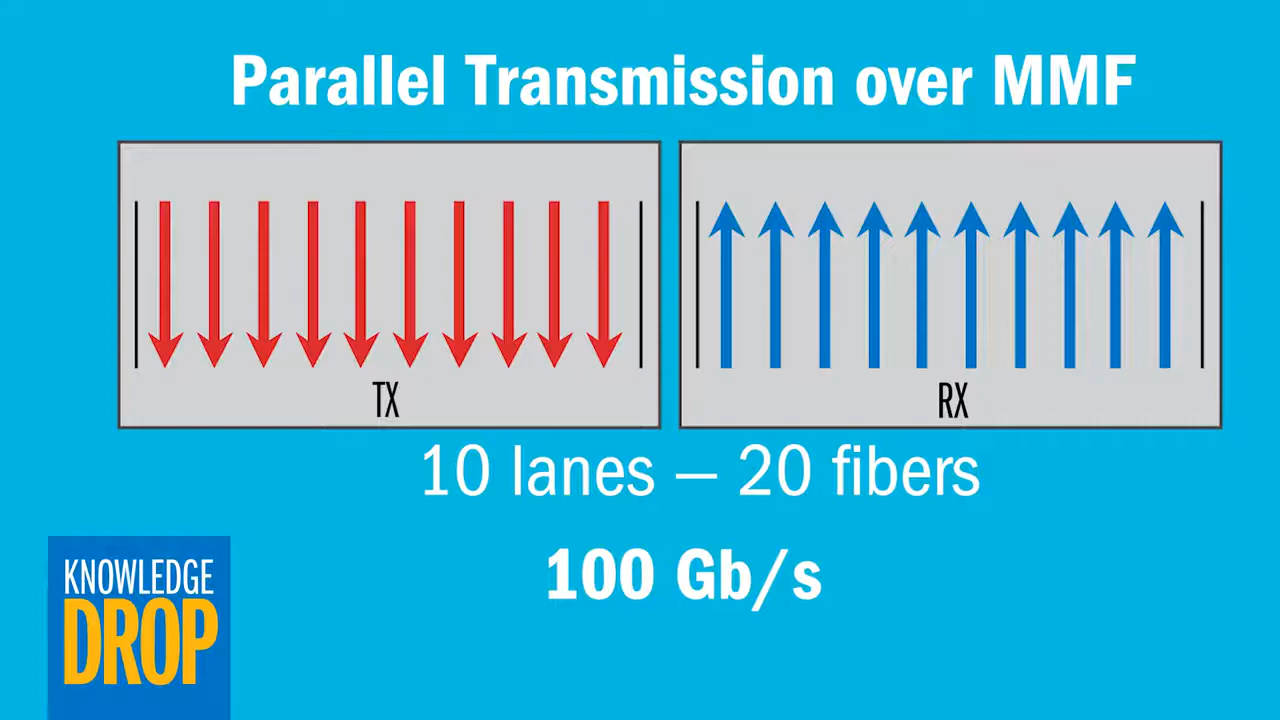 Parallel Transmission over MMF
TX
RX
10 lanes – 20 fibers
100 Gb/s
KNOWLEDGE
DROP